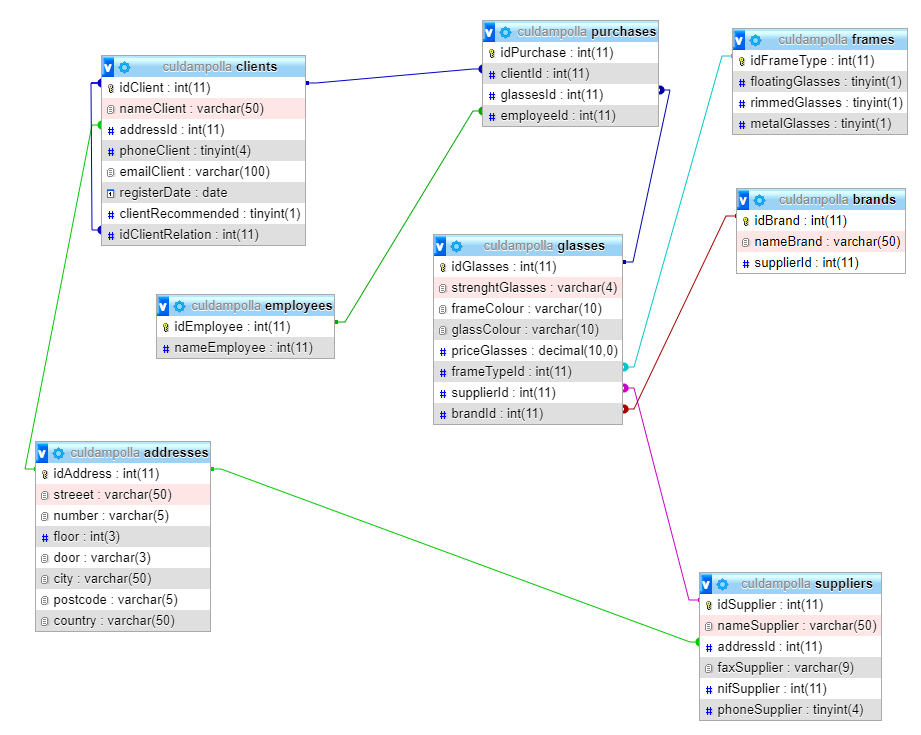 culdampolla clients
idClient : int(11)
nameClient : varchar(50)
addressId : int(11)
phoneClient : tinyint(4)
emailClient : varchar(100)
registerDate : date
clientRecommended : tinyint(1)
idClientRelation : int(11)
culdampolla purchases
idPurchase : int(11)
clientId : int(11)
glassesId : int(11)
employeeId : int(11)
culdampolla frames
idFrameType : int(11)
floatingGlasses : tinyint(1)
rimmedGlasses : tinyint(1)
metalGlasses : tinyint(1)
culdampolla brands
idBrand : int(11)
nameBrand : varchar(50)
supplierId : int(11)
culdampolla glasses
idGlasses : int(11)
strenghtGlasses : varchar(4)
frameColour : varchar(10)
glassColour : varchar(10)
priceGlasses : decimal(10,0)
frameTypeId : int(11)
supplierId : int(11)
brandId : int(11)
culdampolla employees
idEmployee : int(11)
nameEmployee : int(11)
culdampolla addresses
idAddress : int(11)
streeet : varchar(50)
number : varchar(5)
floor : int(3)
door : varchar(3)
city : varchar(50)
postcode : varchar(5)
country : varchar(50)
culdampolla suppliers
idSupplier : int(11)
nameSupplier : varchar(50)
addressId : int(11)
faxSupplier : varchar(9)
nifSupplier : int(11)
phoneSupplier : tinyint(4)